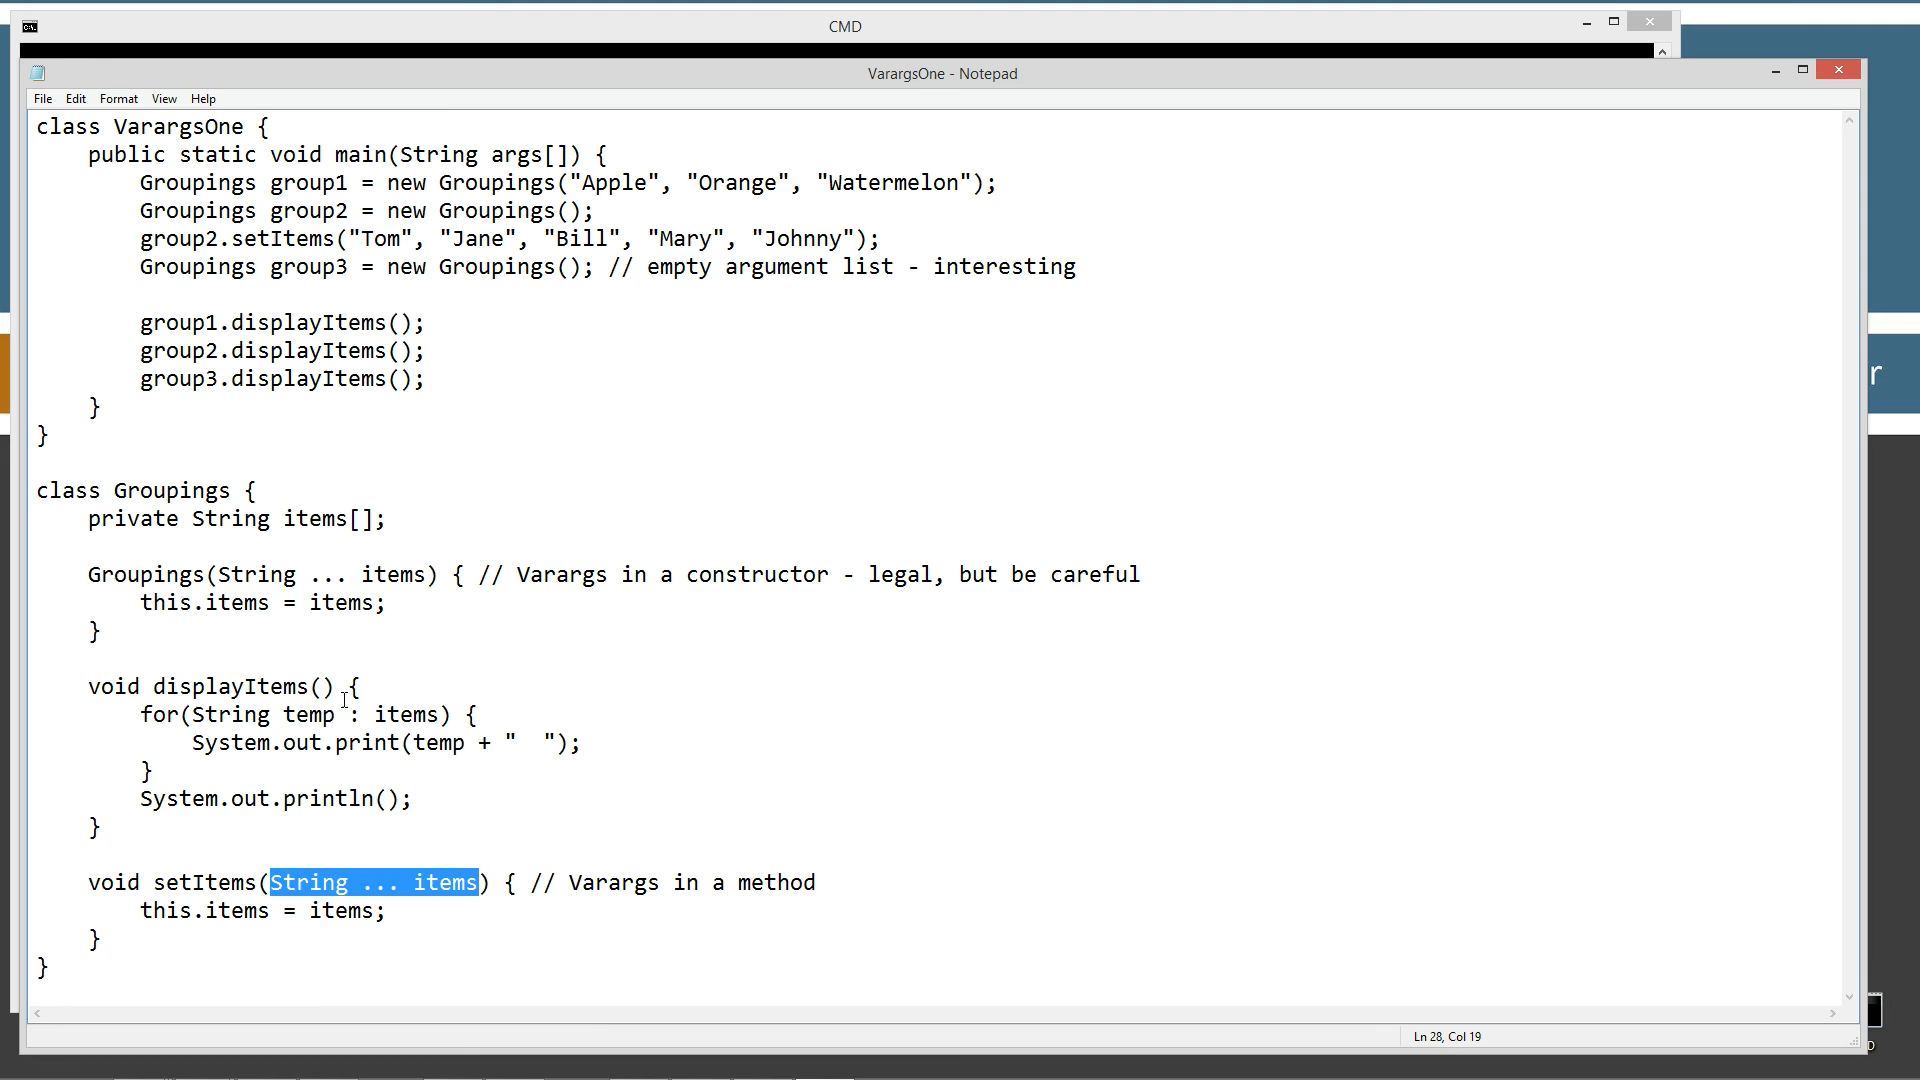 CMD
VarargsOne - Notepad
File Edit Format View Help
class VarargsOne {
    public static void main(String args[]) {
        Groupings group1 = new Groupings("Apple", "Orange", "Watermelon");
        Groupings group2 = new Groupings();
        group2.setItems("Tom", "Jane", "Bill", "Mary", "Johnny");
        Groupings group3 = new Groupings(); // empty argument list - interesting

        group1.displayItems();
        group2.displayItems();
        group3.displayItems();
    }
}

class Groupings {
    private String items[];

    Groupings(String ... items) { // Varargs in a constructor - legal, but be careful
        this.items = items;
    }

    void displayItems() {
        for(String temp : items) {
            System.out.print(temp + "  ");
        }
        System.out.println();
    }

    void setItems(String ... items) { // Varargs in a method
        this.items = items;
    }
}
r
D
Ln 28, Col 19